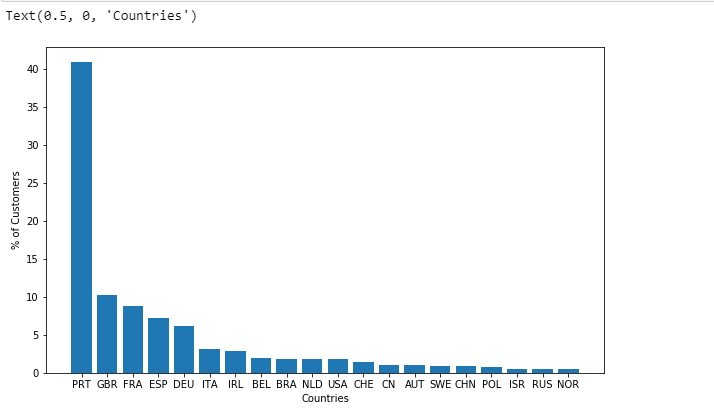 Text(0.5, 0, 'Countries')
40
35
30
25
20
15
10
5
0
% of Customers
PRT GBR FRA ESP DEU ITA IRL BEL BRA NLD USA CHE CN AUT SWE CHN POL ISR RUS NOR
Countries